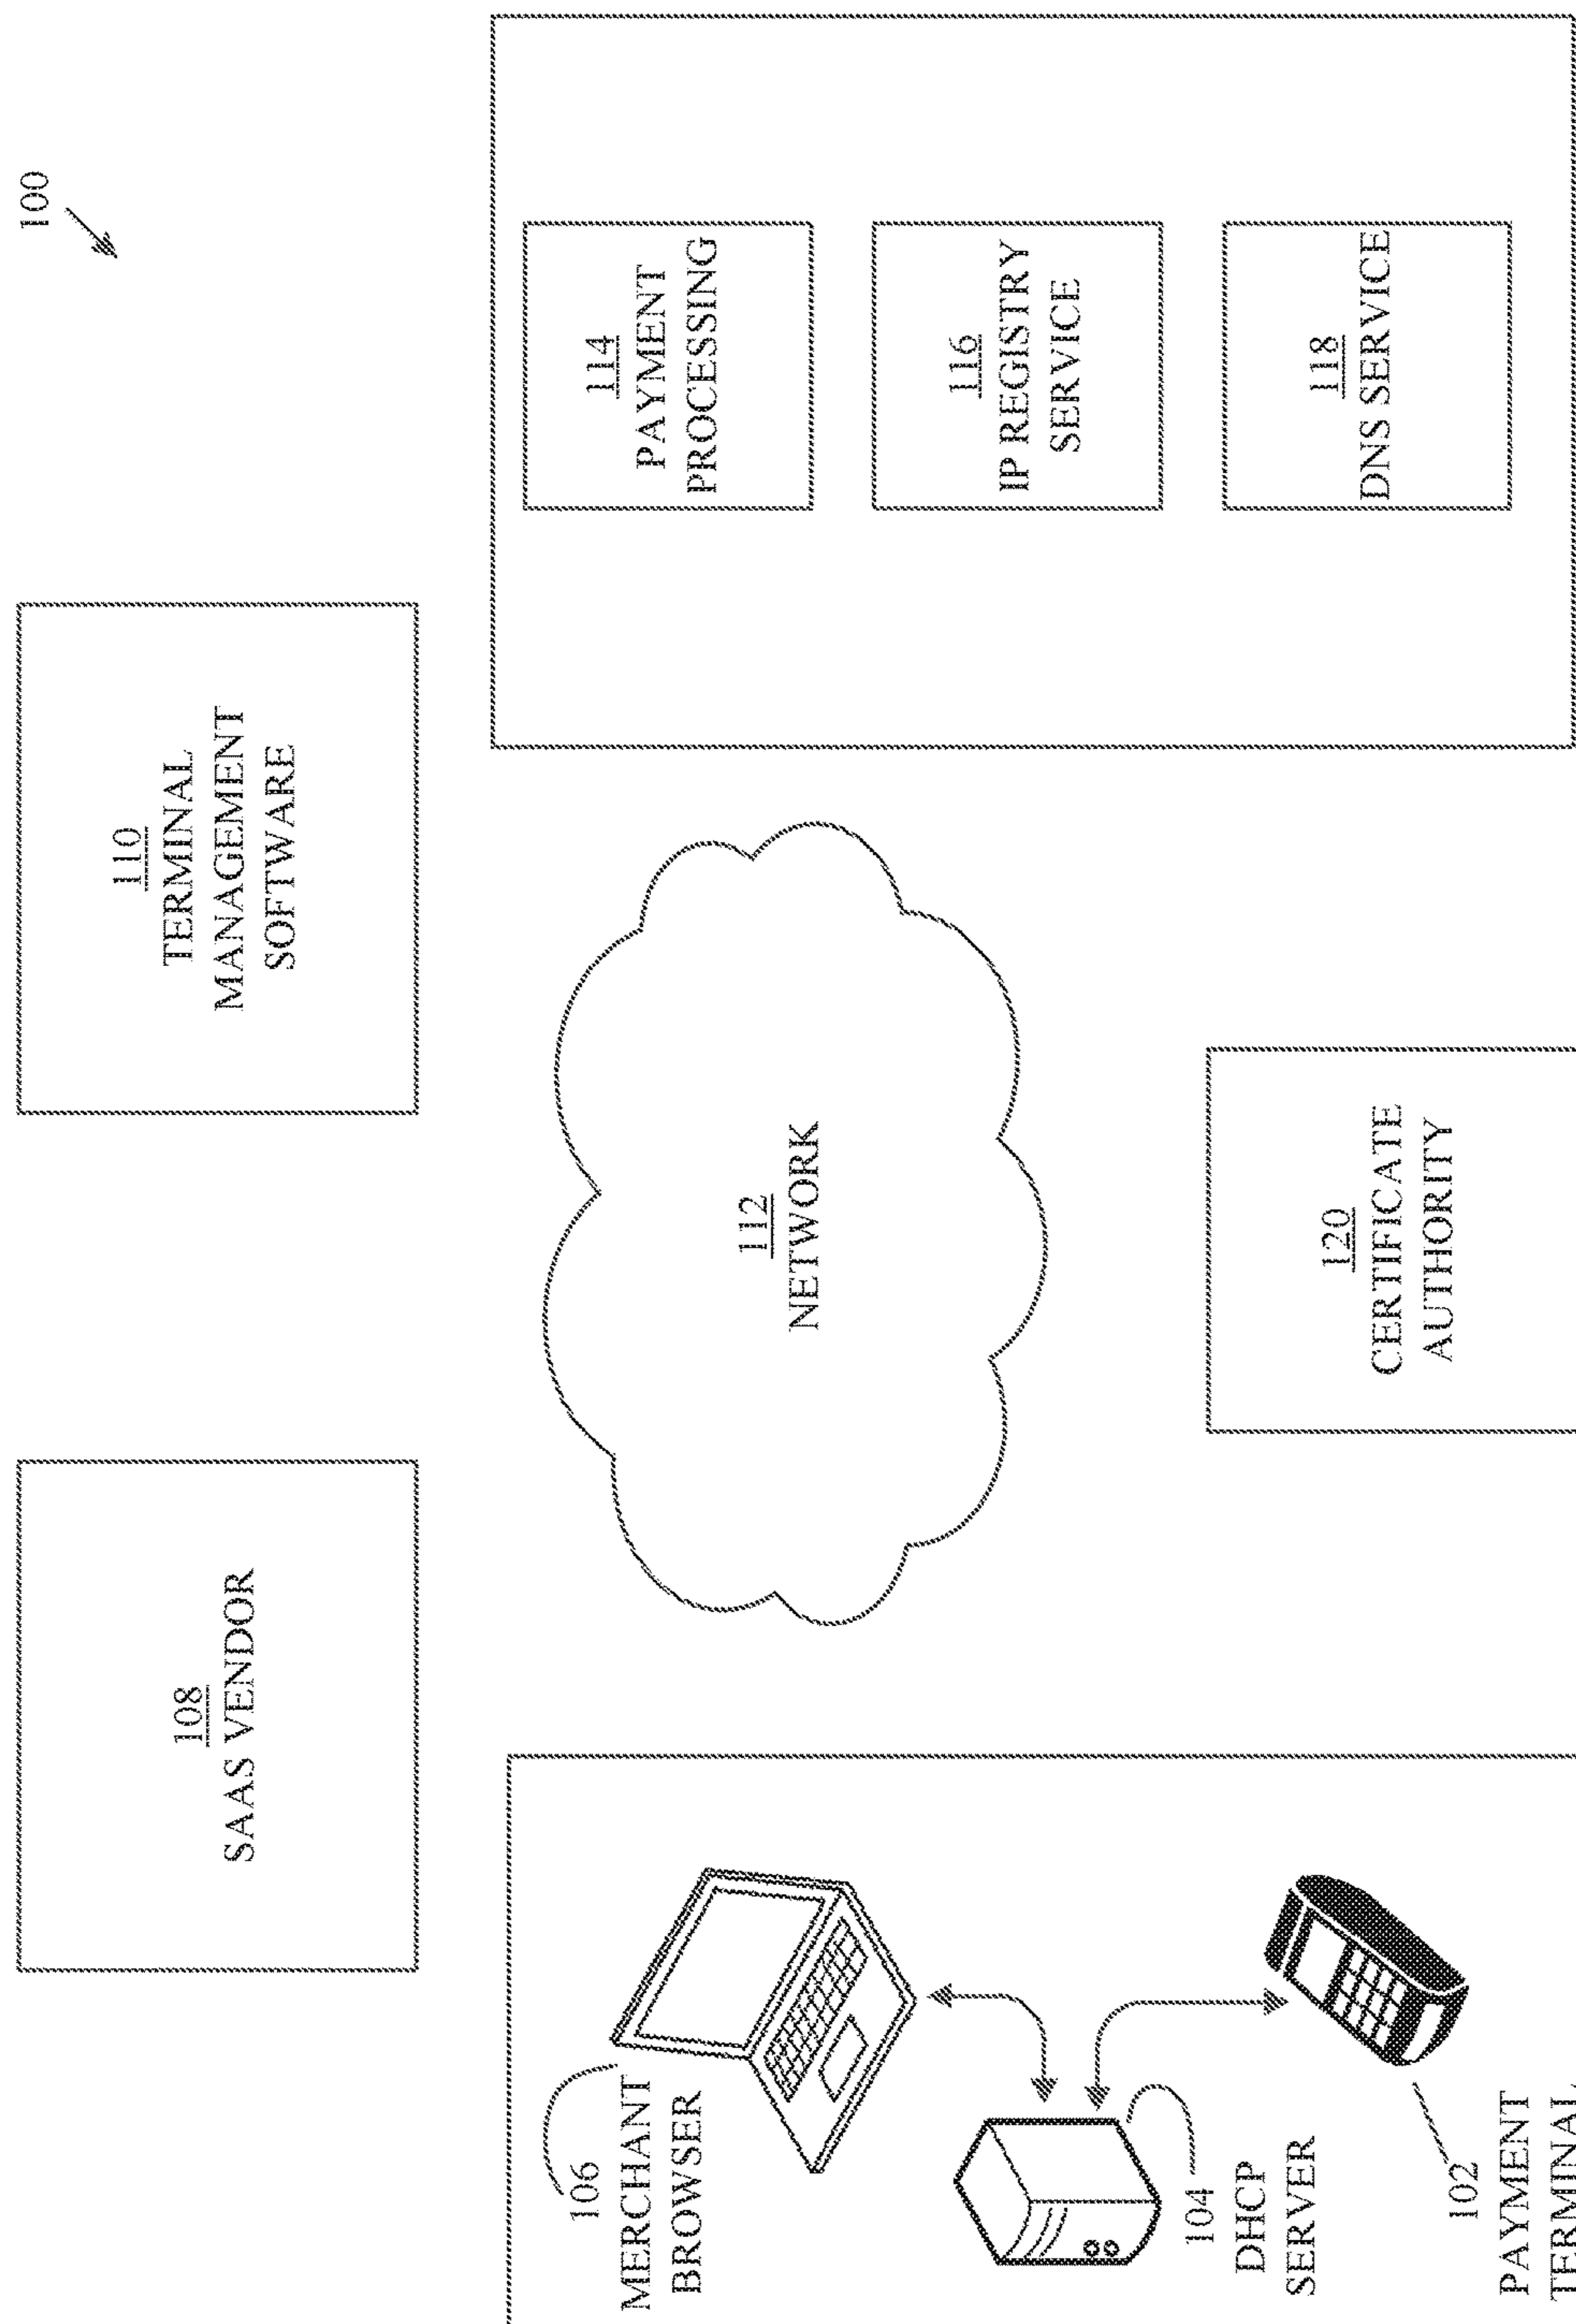 100
108
SAAS VENDOR
110
TERMINAL
MANAGEMENT
SOFTWARE
106
MERCHANT
BROWSER
104
DHCP
SERVER
102
PAYMENT
TERMINAL
112
NETWORK
120
CERTIFICATE
AUTHORITY
114
PAYMENT
PROCESSING
116
IP REGISTRY
SERVICE
118
DNS SERVICE